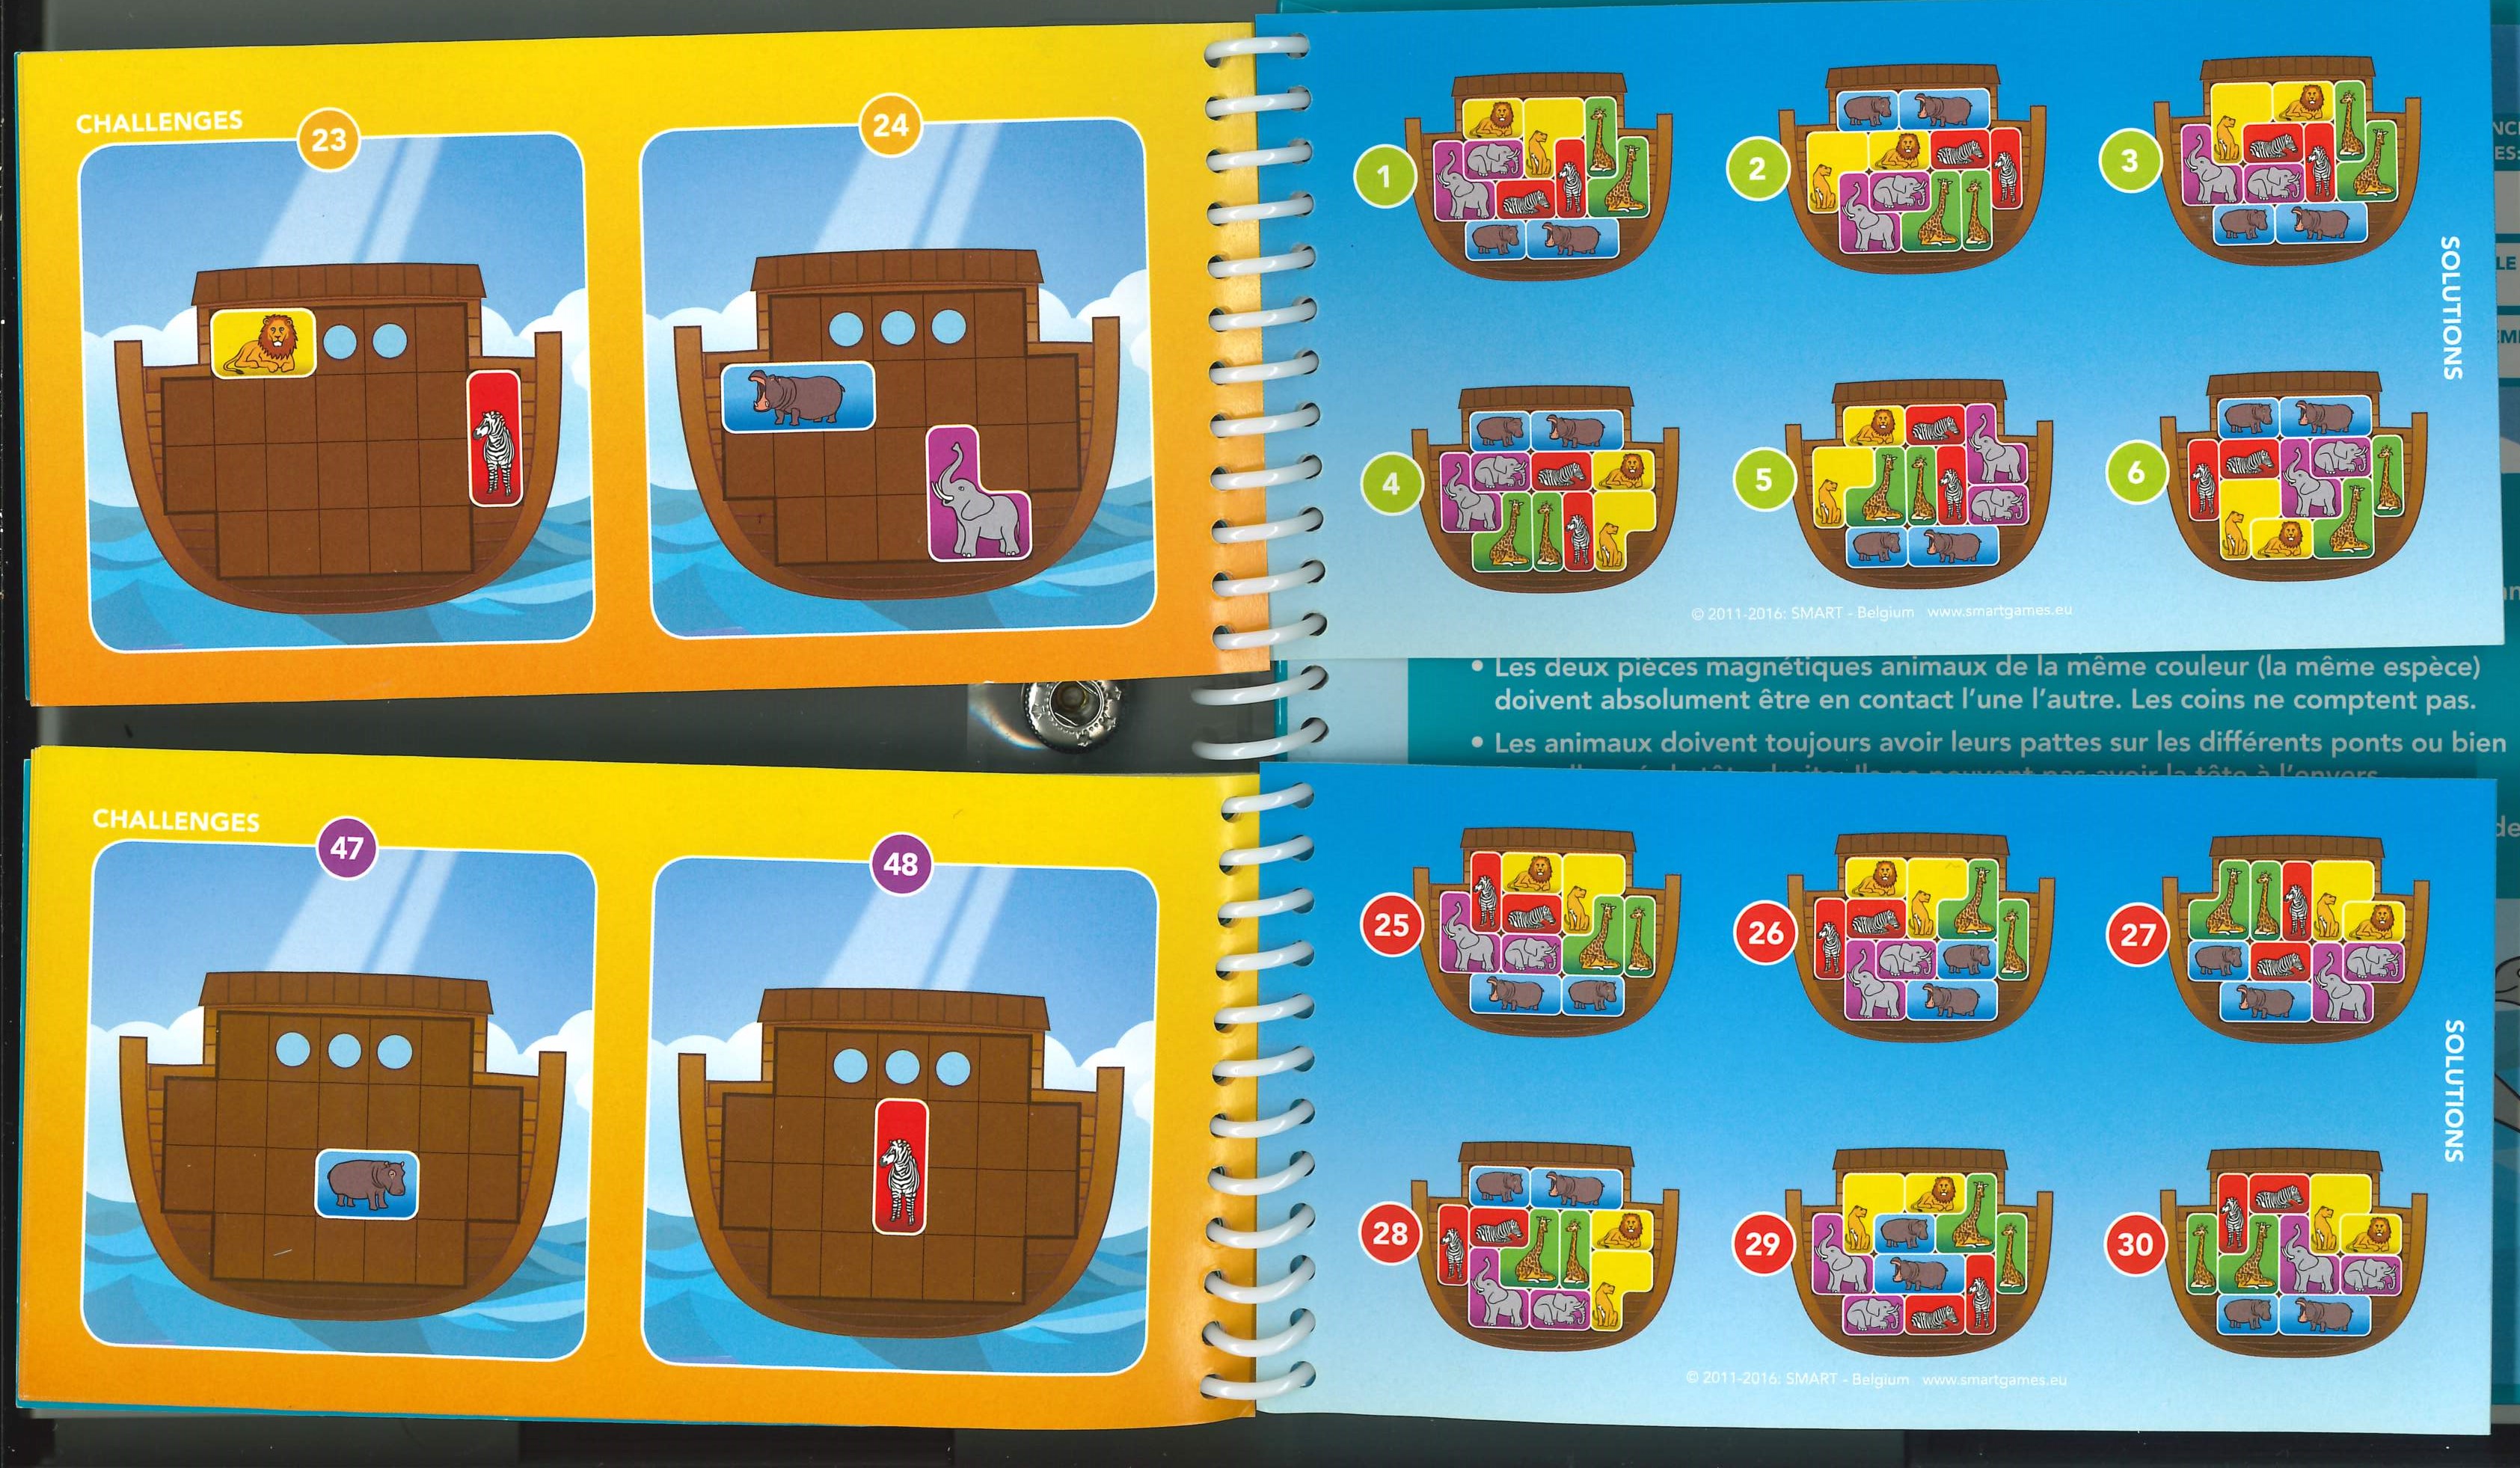 CHALLENGES
23
24
1
2
3
4
5
6
SOLUTIONS
© 2011-2016: SMART - Belgium www.smartgames.eu
• Les deux pièces magnétiques animaux de la même couleur (la même espèce)
doivent absolument être en contact l'une l'autre. Les coins ne comptent pas.
• Les animaux doivent toujours avoir leurs pattes sur les différents ponts ou bien
CHALLENGES
47
48
25
26
27
28
29
30
SOLUTIONS
© 2011-2016: SMART - Belgium www.smartgames.eu